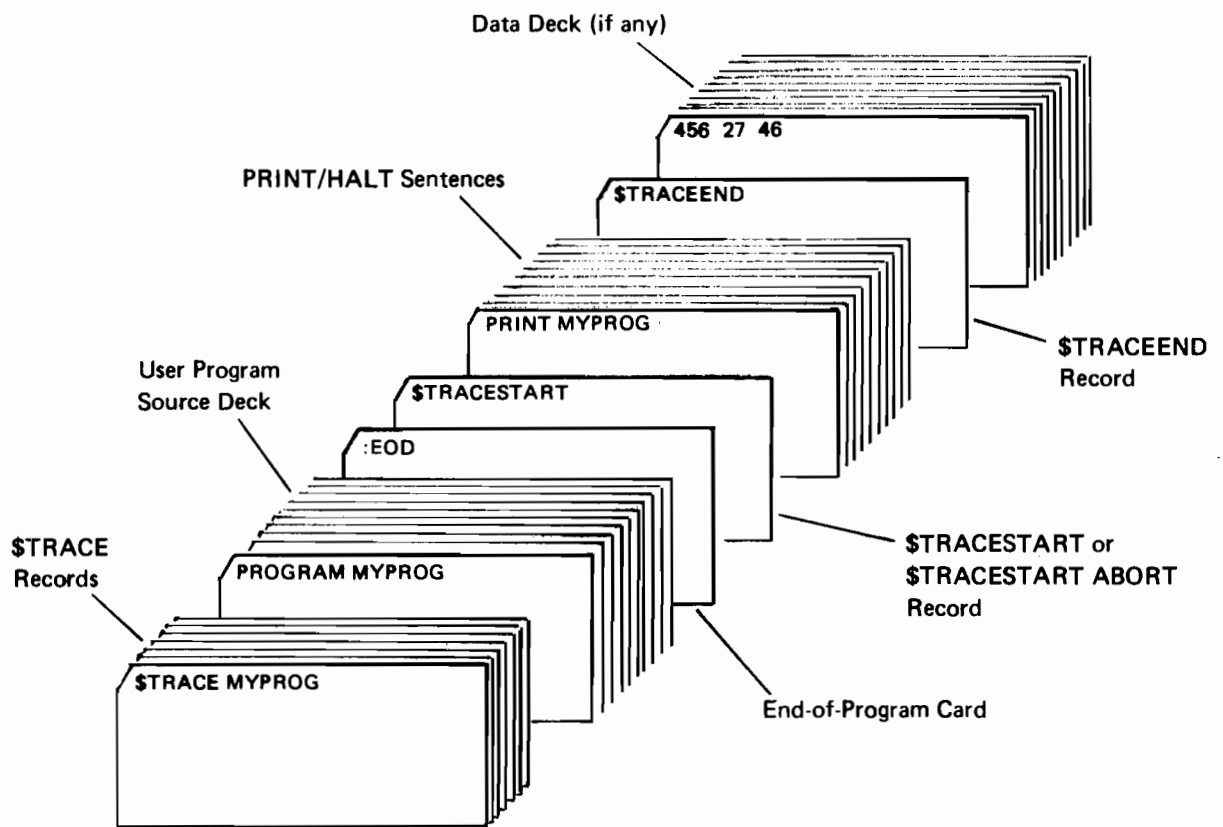 Data Deck (if any)
456 27 46
PRINT/HALT Sentences
$TRACEEND
PRINT MYPROG
$TRACEEND
Record
User Program
Source Deck
$TRACESTART
:EOD
$TRACE
Records
PROGRAM MYPROG
$TRACESTART or
$TRACESTART ABORT
Record
$TRACE MYPROG
End-of-Program Card